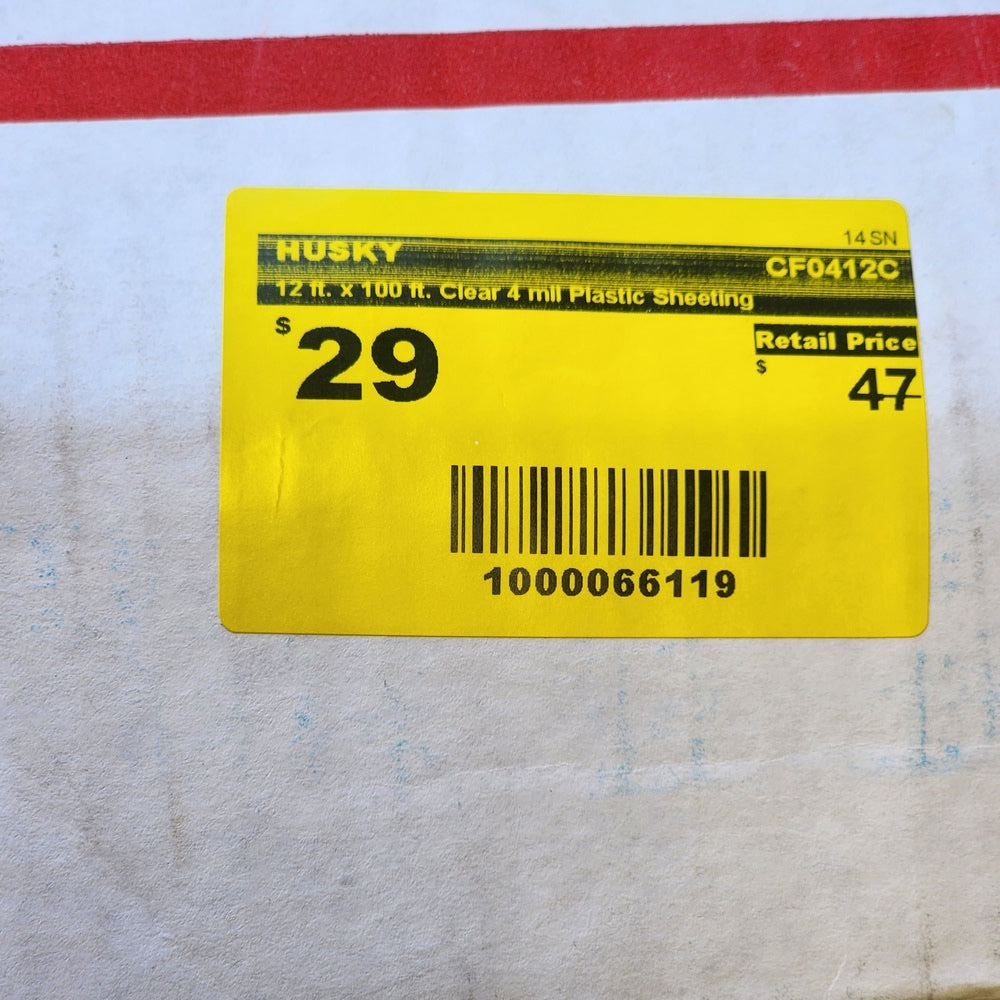 14 SN
HUSKY
CF0412C
12 ft. x 100 ft. Clear 4 mil Plastic Sheeting
$ 29
Retail Price
$ 47
1000066119